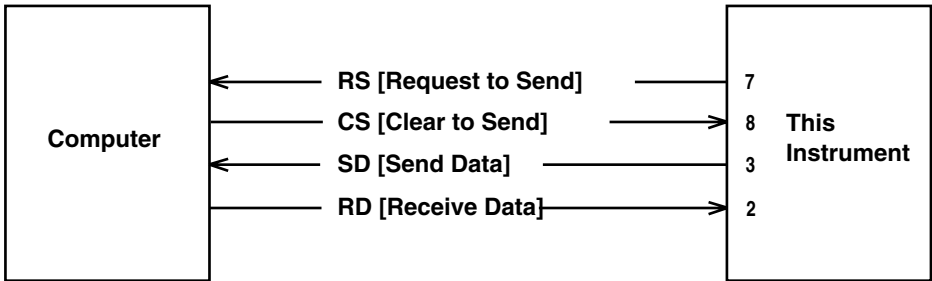 RS [Request to Send] 7
Computer CS [Clear to Send] 8 This
SD [Send Data] 3 Instrument
RD [Receive Data] 2